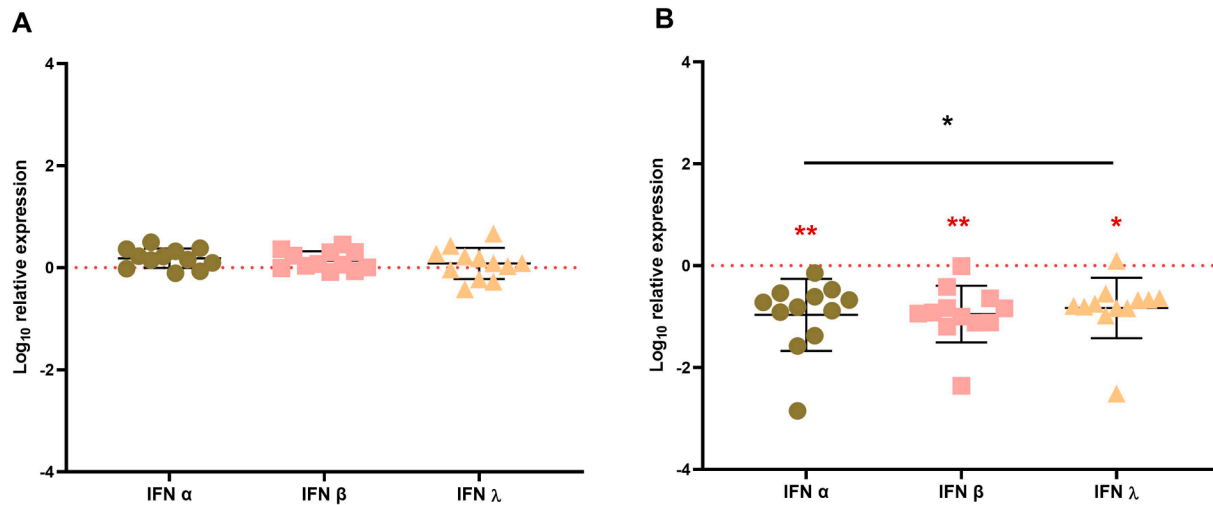 A
B
Log₁₀ relative expression
4
2
0
-2
-4
IFN α
IFN β
IFN λ
Log₁₀ relative expression
4
2
0
-2
-4
*
**
**
*
IFN α
IFN β
IFN λ